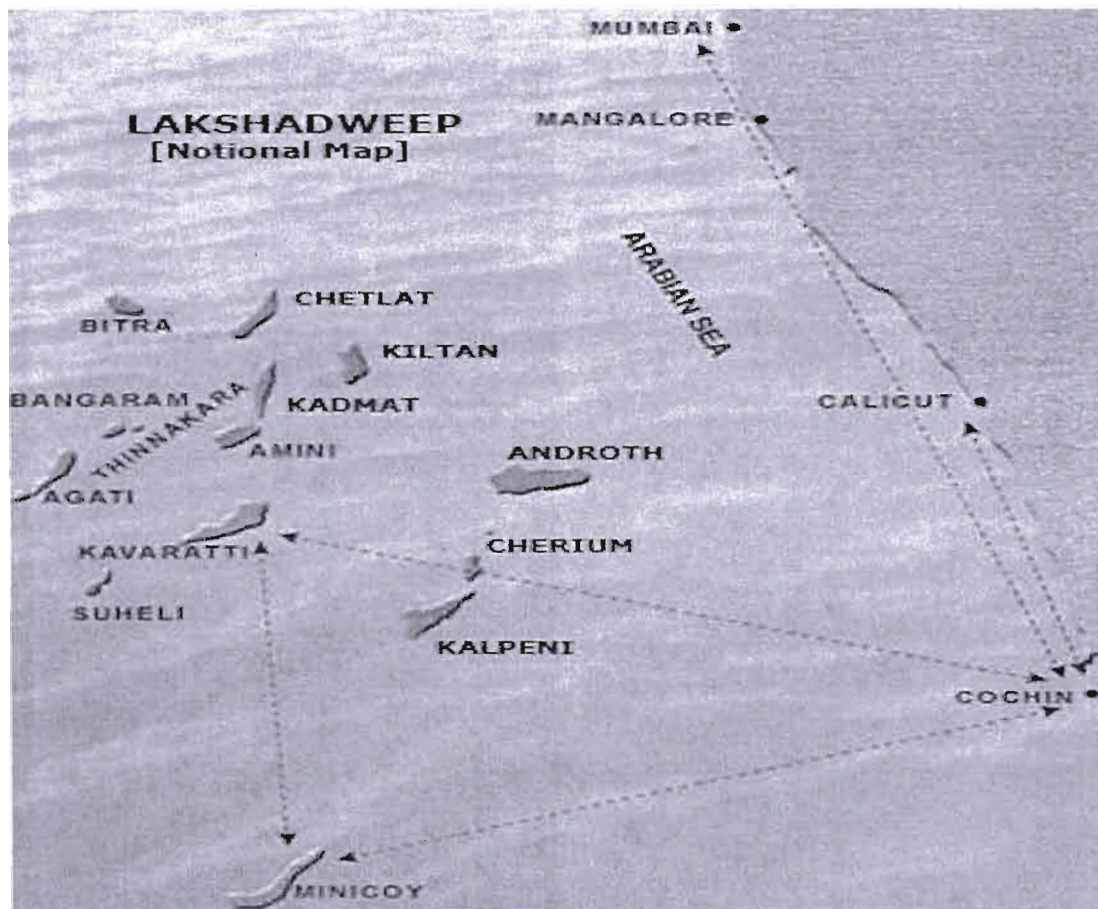 MUMBAI
LAKSHADWEEP
[Notional Map]
MANGALORE
ARABIAN SEA
CHETLAT
BITRA
KILTAN
BANGARAM
THINNAKARA
KADMAT
CALICUT
AMINI
ANDROTH
AGATI
KAVARATTI
CHERIUM
SUHELI
KALPENI
COCHIN
MINICOY